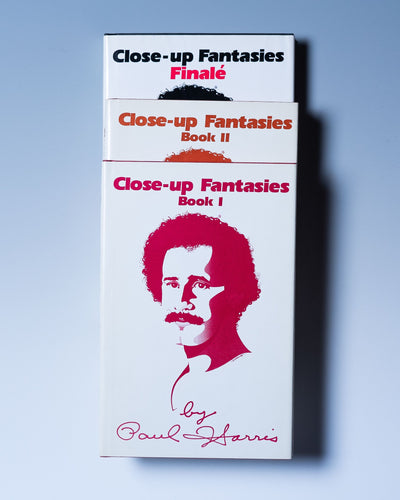 Close-up Fantasies
Finalé
Close-up Fantasies
Book II
Close-up Fantasies
Book I
by
Paul Harris